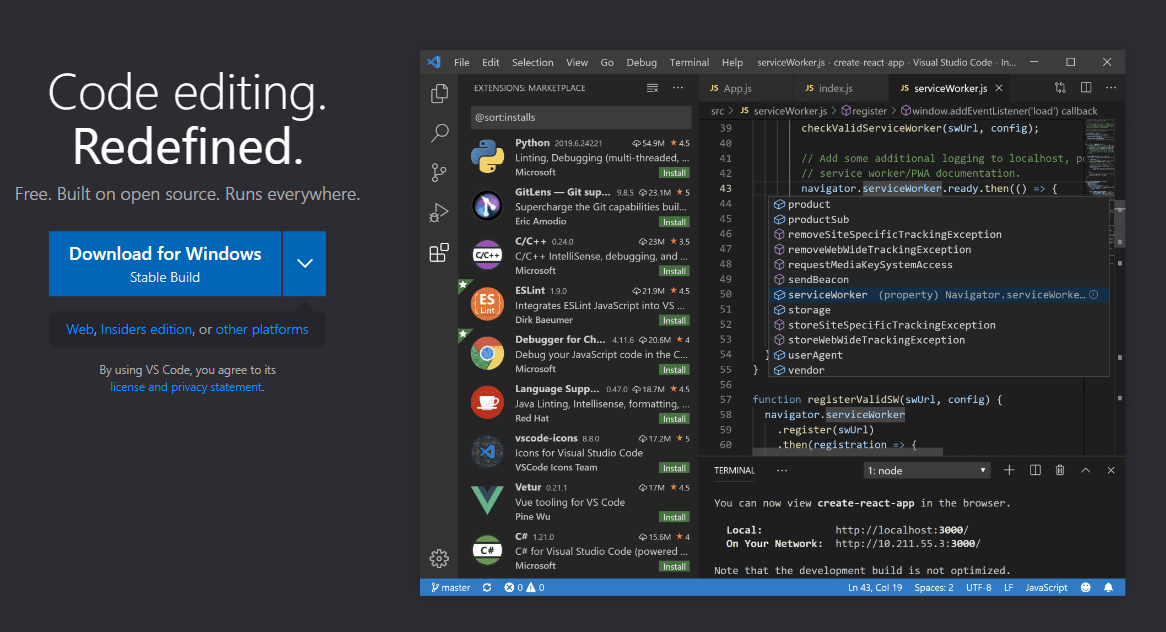 Code editing.
Redefined.
Free. Built on open source. Runs everywhere.
Download for Windows
Stable Build
Web, Insiders edition, or other platforms
By using VS Code, you agree to its
license and privacy statement.
File Edit Selection View Go Debug Terminal Help serviceWorker.js - create-react-app - Visual Studio Code - In...
EXTENSIONS: MARKETPLACE
@sort:installs
Python 2019.6.24221 54.9M 4.5
Linting, Debugging (multi-threaded, ...
Microsoft Install
GitLens — Git sup... 9.8.5 23.1M 5
Supercharge the Git capabilities buil...
Eric Amodio Install
C/C++
C/C++ 0.24.0 23M 3.5
C/C++ IntelliSense, debugging, and ...
Microsoft Install
ES
Lint
ESLint 1.9.0 21.9M 4.5
Integrates ESLint JavaScript into VS ...
Dirk Baeumer Install
Debugger for Ch... 4.11.6 20.6M 4
Debug your JavaScript code in the C...
Microsoft Install
Language Supp... 0.47.0 18.7M 4.5
Java Linting, Intellisense, formatting, ...
Red Hat Install
vscode-icons 8.8.0 17.2M 5
Icons for Visual Studio Code
VSCode Icons Team Install
Vetur 0.21.1 17M 4.5
Vue tooling for VS Code
Pine Wu Install
C#
C# 1.21.0 15.6M 4
C# for Visual Studio Code (powered ...
Microsoft Install
JS App.js JS index.js JS serviceWorker.js
src > JS serviceWorker.js > register > window.addEventListener('load') callback
39 checkValidServiceWorker(swUrl, config);
40
41 // Add some additional logging to localhost, p
42 // service worker/PWA documentation.
43 navigator.serviceWorker.ready.then(() => {
44 product
45 productSub
46 removeSiteSpecificTrackingException
47 removeWebWideTrackingException
48 requestMediaKeySystemAccess
49 sendBeacon
50 serviceWorker (property) Navigator.serviceWorke...
51 storage
52 storeSiteSpecificTrackingException
53 storeWebWideTrackingException
54 } userAgent
55 } vendor
56
57 function registerValidSW(swUrl, config) {
58 navigator.serviceWorker
59 .register(swUrl)
60 .then(registration => {
TERMINAL ... 1: node
You can now view create-react-app in the browser.
Local: http://localhost:3000/
On Your Network: http://10.211.55.3:3000/
Note that the development build is not optimized.
master 0 0 Ln 43, Col 19 Spaces: 2 UTF-8 LF JavaScript